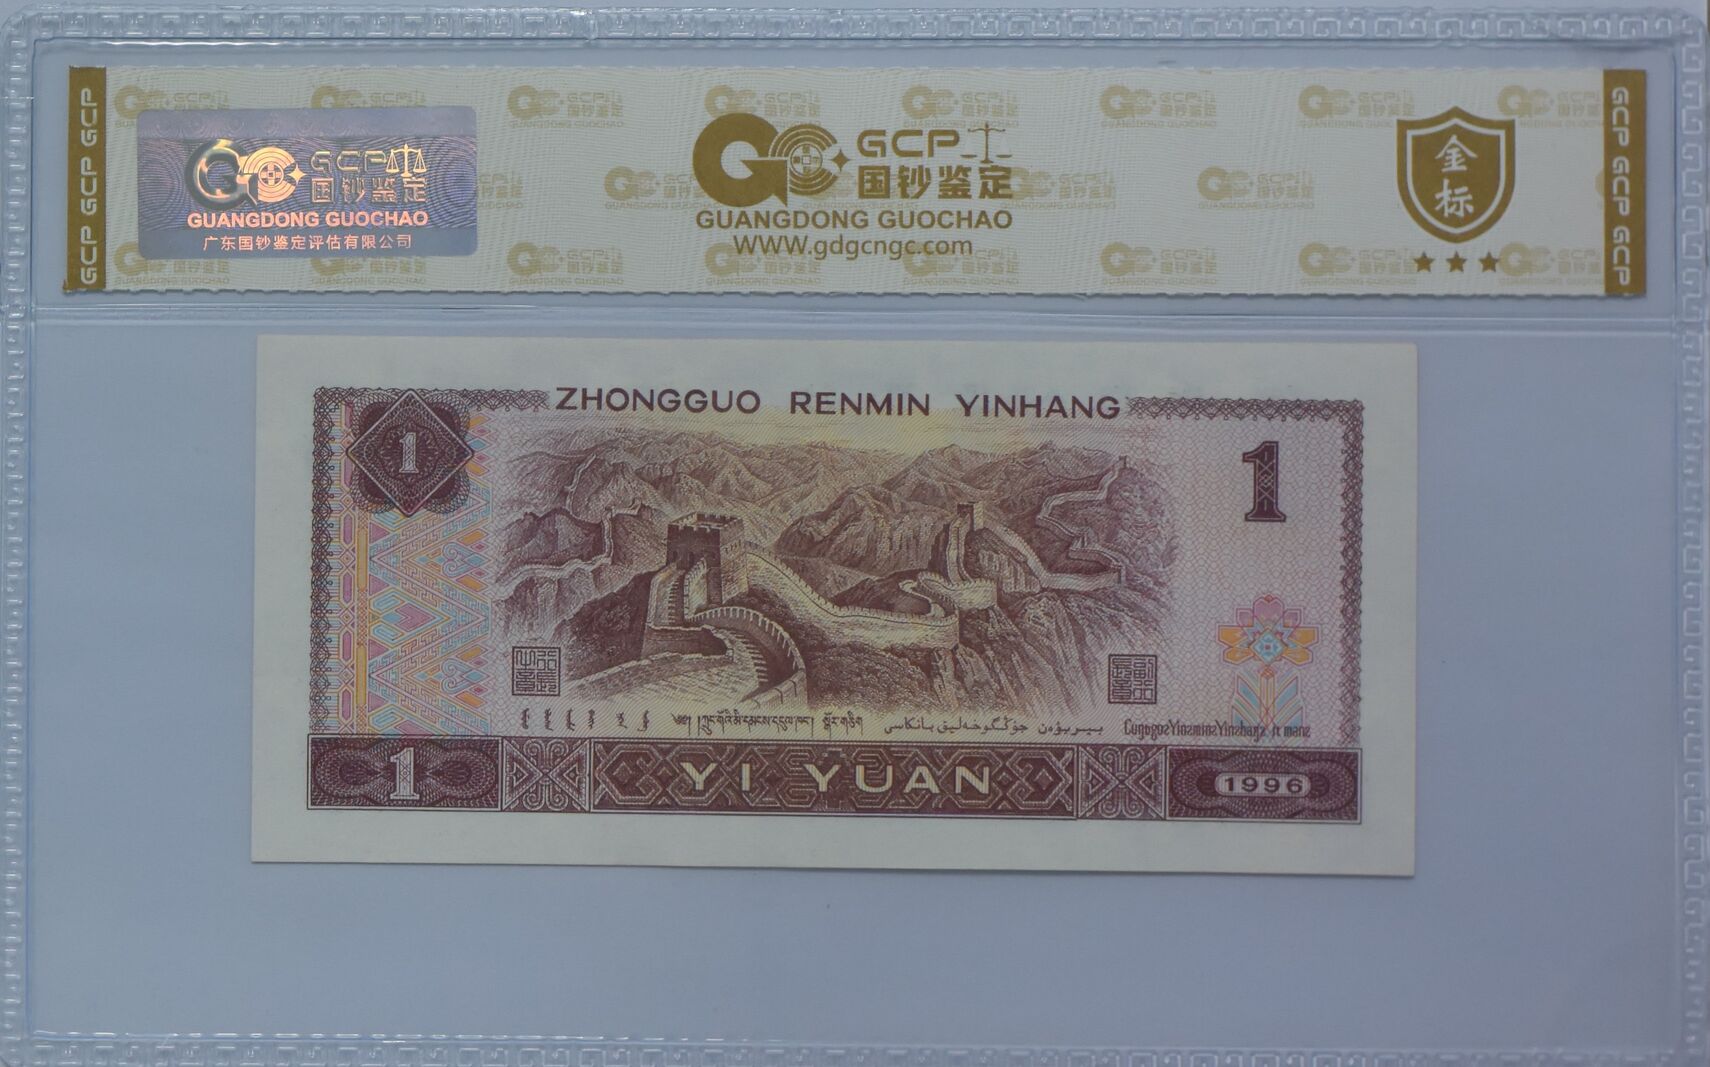 GCP GCP GCP
GCP
国钞鉴定
GUANGDONG GUOCHAO
广东国钞鉴定评估有限公司
GCP
国钞鉴定
GUANGDONG GUOCHAO
WWW.gdgcngc.com
金标
GCP GCP GCP
ZHONGGUO RENMIN YINHANG
1
1
1
YI YUAN
1996